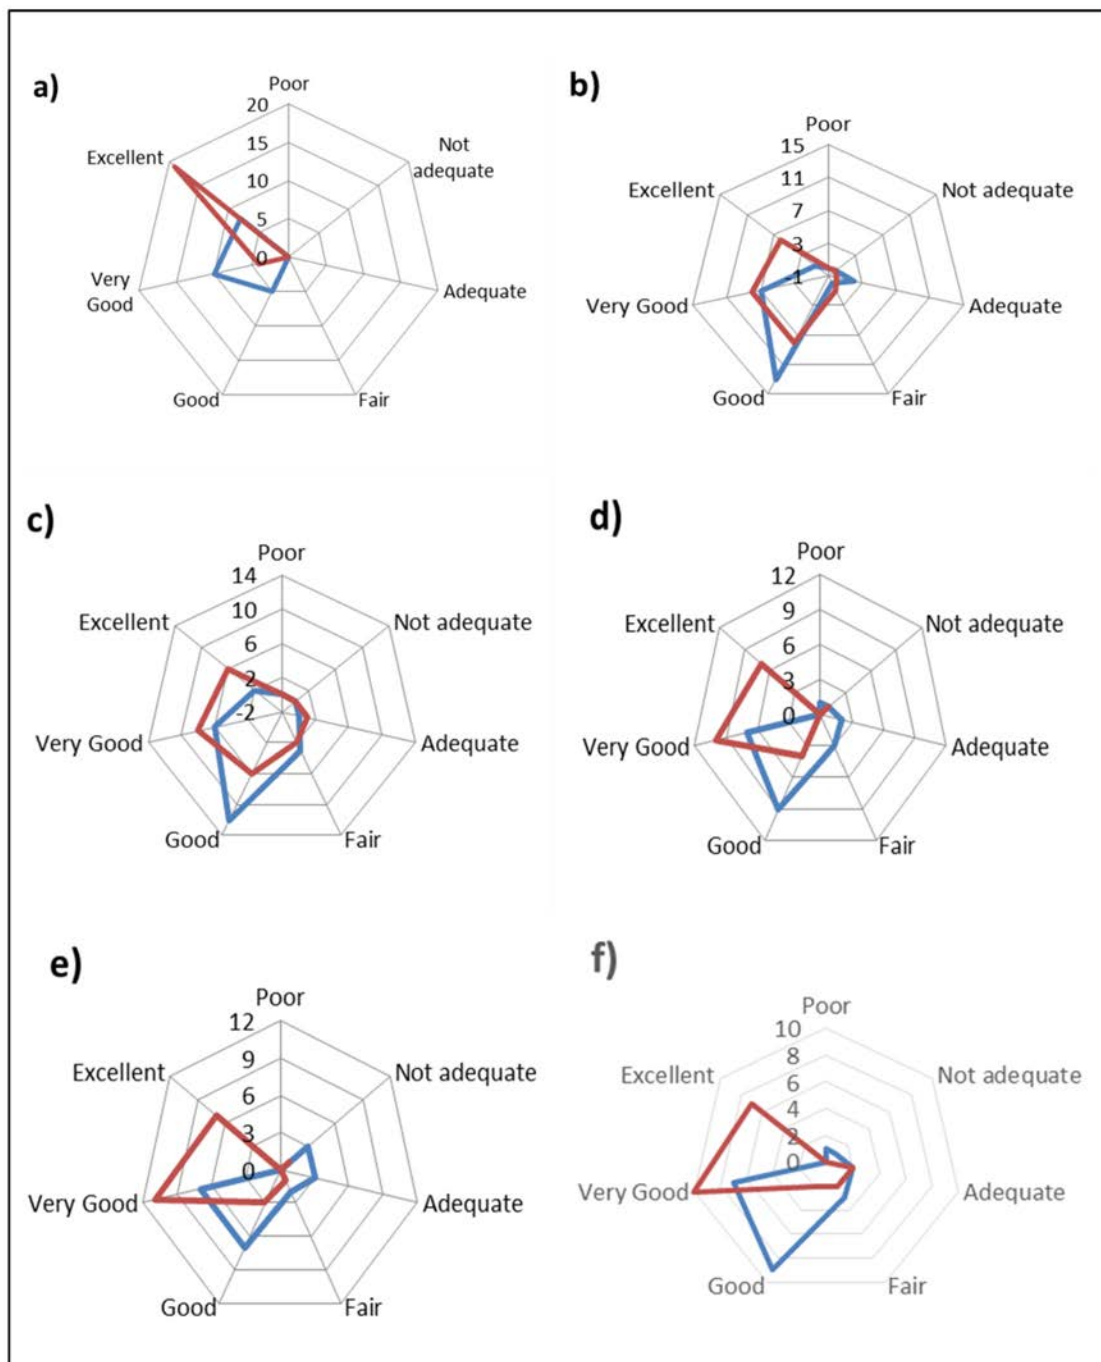 a)
Poor
20
15
10
5
0
Not
adequate
Adequate
Fair
Good
Very
Good
Excellent
b)
Poor
15
11
7
3
-1
Not adequate
Adequate
Fair
Good
Very Good
Excellent
c)
Poor
14
10
6
2
-2
Not adequate
Adequate
Fair
Good
Very Good
Excellent
d)
Poor
12
9
6
3
0
Not adequate
Adequate
Fair
Good
Very Good
Excellent
e)
Poor
12
9
6
3
0
Not adequate
Adequate
Fair
Good
Very Good
Excellent
f)
Poor
10
8
6
4
2
0
Not adequate
Adequate
Fair
Good
Very Good
Excellent